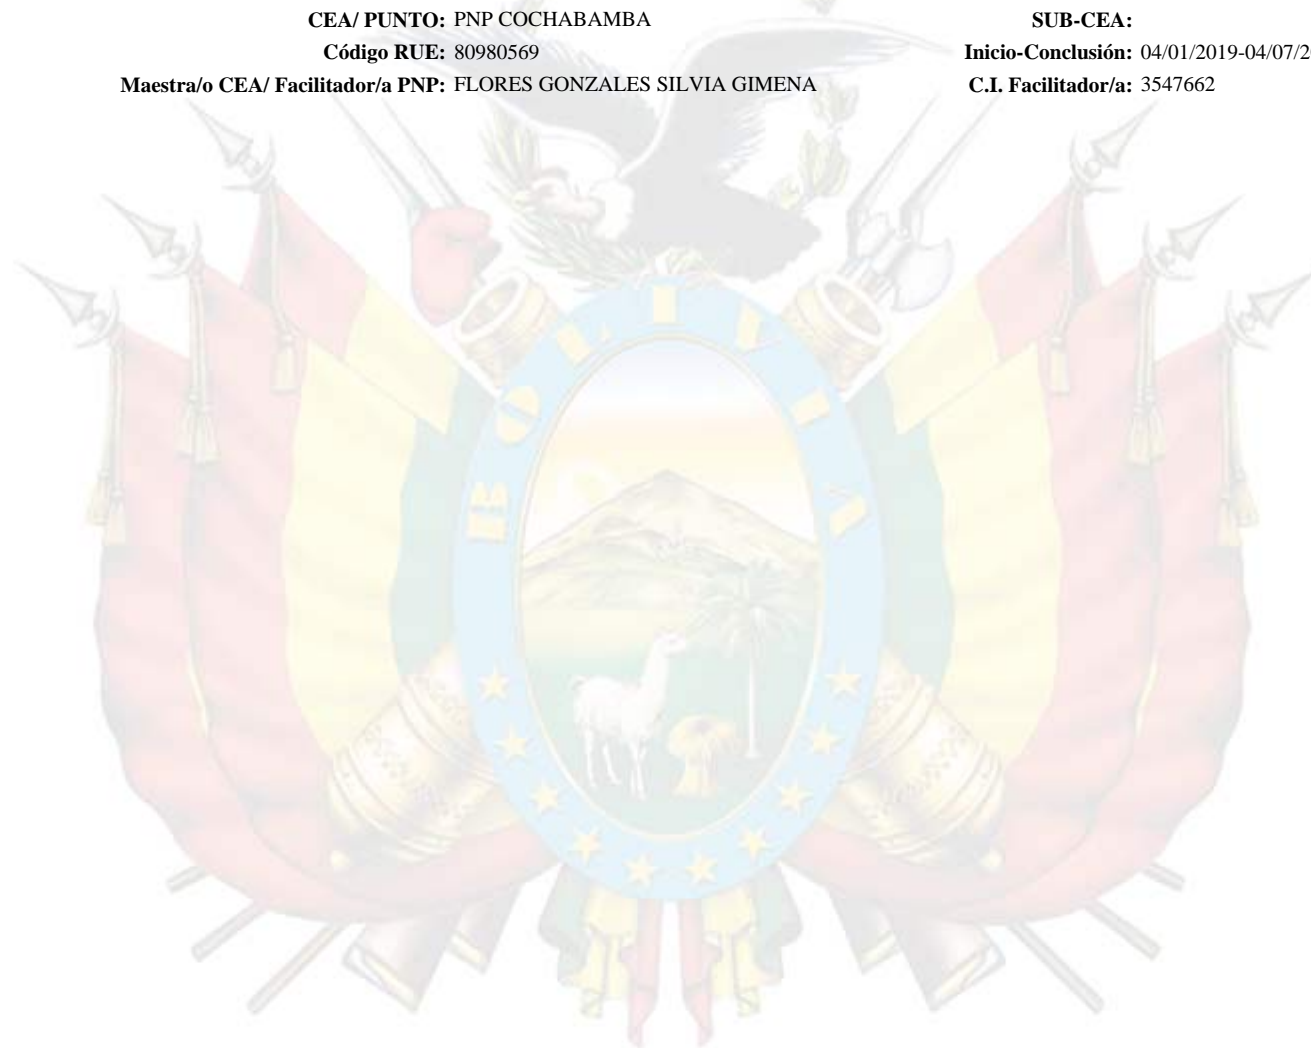 CEA/ PUNTO: PNP COCHABAMBA SUB-CEA:
Código RUE: 80980569 Inicio-Conclusión: 04/01/2019-04/07/2
Maestra/o CEA/ Facilitador/a PNP: FLORES GONZALES SILVIA GIMENA C.I. Facilitador/a: 3547662
BOLIVIA